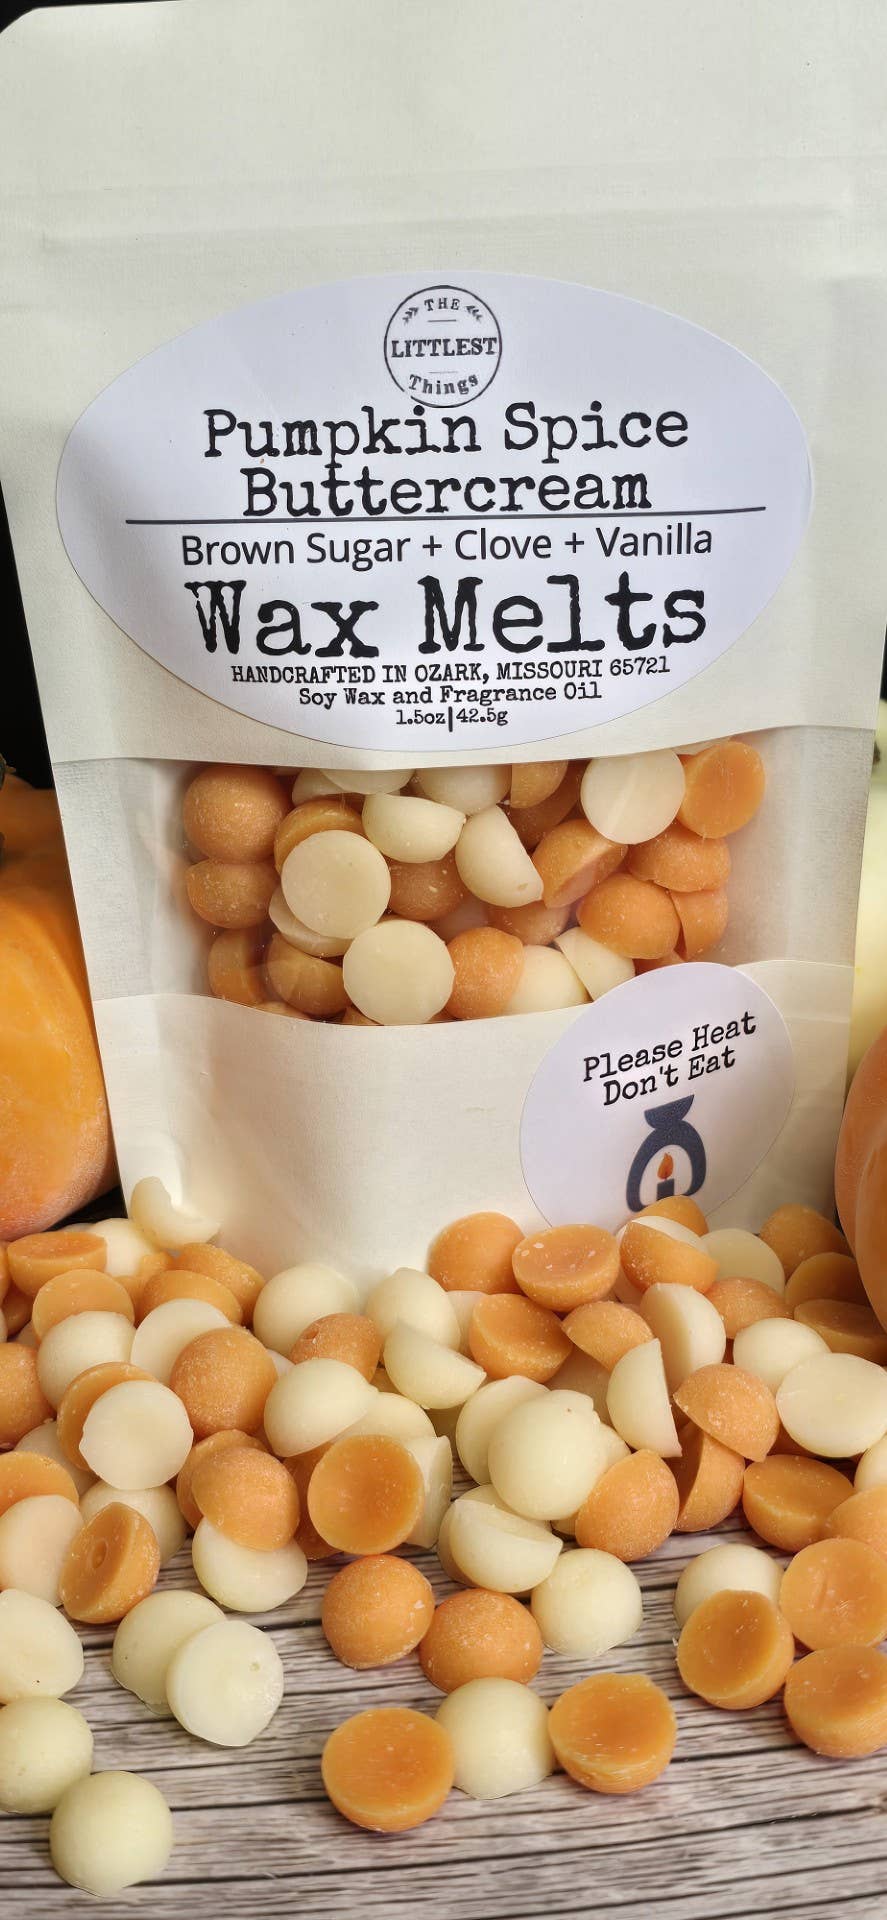 THE
LITTLEST
Things
Pumpkin Spice
Buttercream
Brown Sugar + Clove + Vanilla
Wax Melts
HANDCRAFTED IN OZARK, MISSOURI 65721
Soy Wax and Fragrance Oil
1.5oz|42.5g
Please Heat
Don't Eat